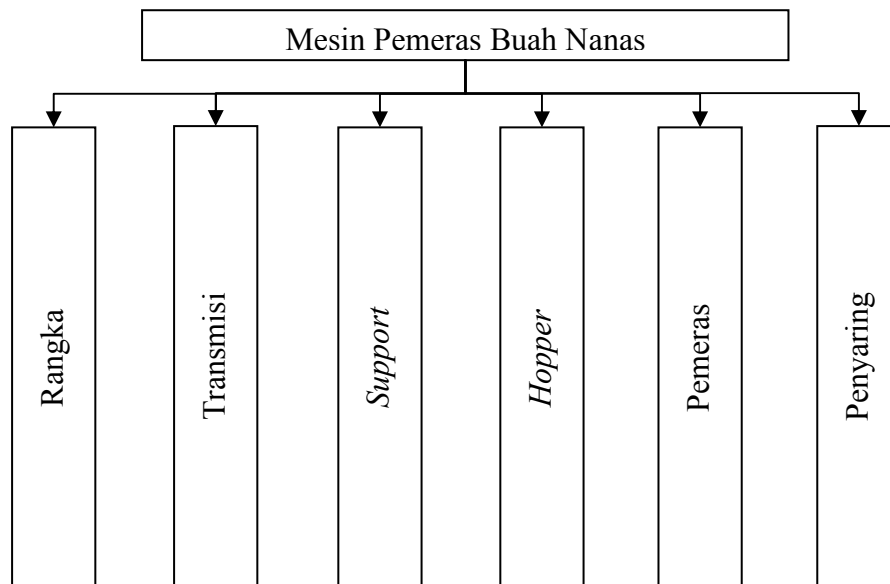 Mesin Pemeras Buah Nanas
Rangka
Transmisi
Support
Hopper
Pemeras
Penyaring